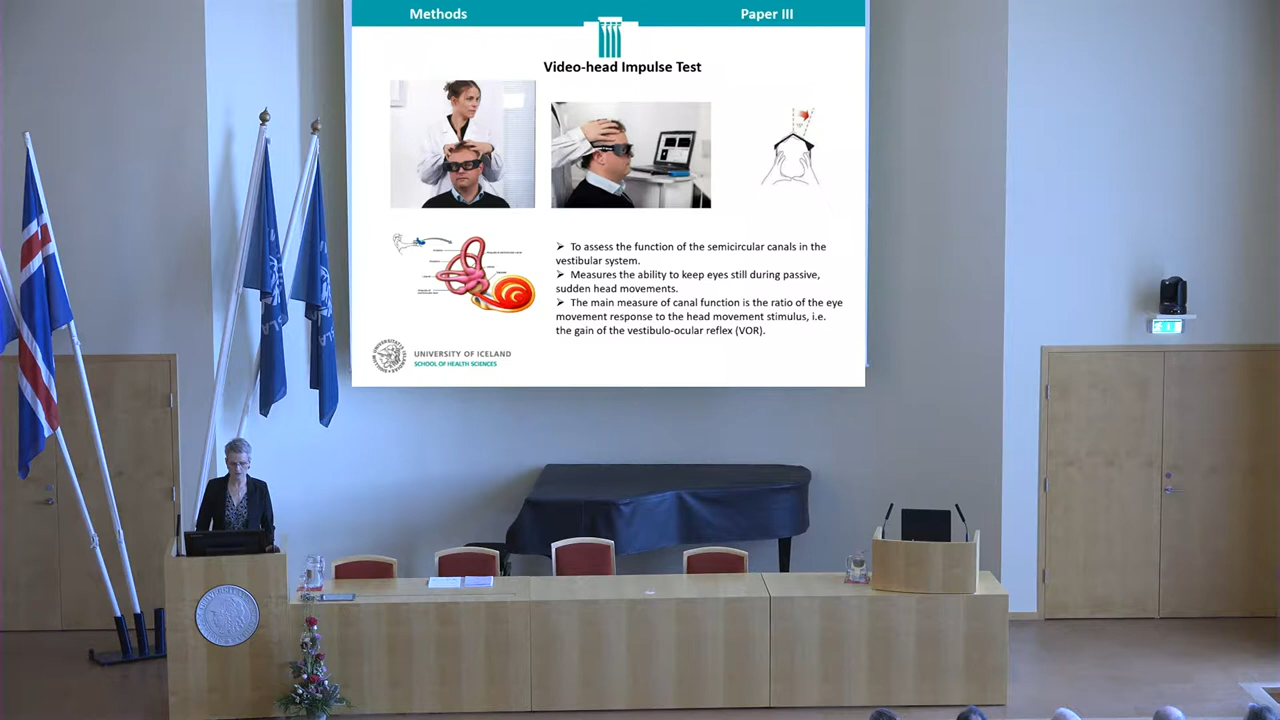 Methods
Paper III
Video-head Impulse Test
➢ To assess the function of the semicircular canals in the
vestibular system.
➢ Measures the ability to keep eyes still during passive,
sudden head movements.
➢ The main measure of canal function is the ratio of the eye
movement response to the head movement stimulus, i.e.
the gain of the vestibulo-ocular reflex (VOR).
UNIVERSITY OF ICELAND
SCHOOL OF HEALTH SCIENCES